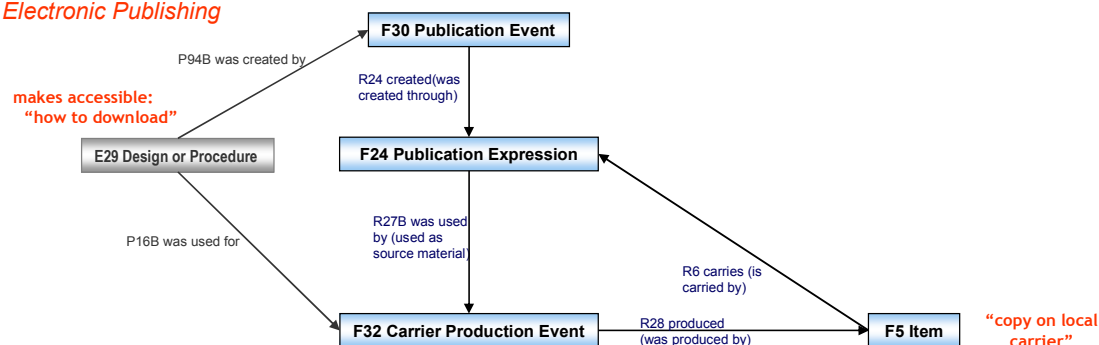 Electronic Publishing
F30 Publication Event
P94B was created by
R24 created(was
created through)
makes accessible:
“how to download”
E29 Design or Procedure
F24 Publication Expression
R27B was used
by (used as
source material)
P16B was used for
R6 carries (is
carried by)
F32 Carrier Production Event
R28 produced
(was produced by)
F5 Item
“copy on local
carrier”